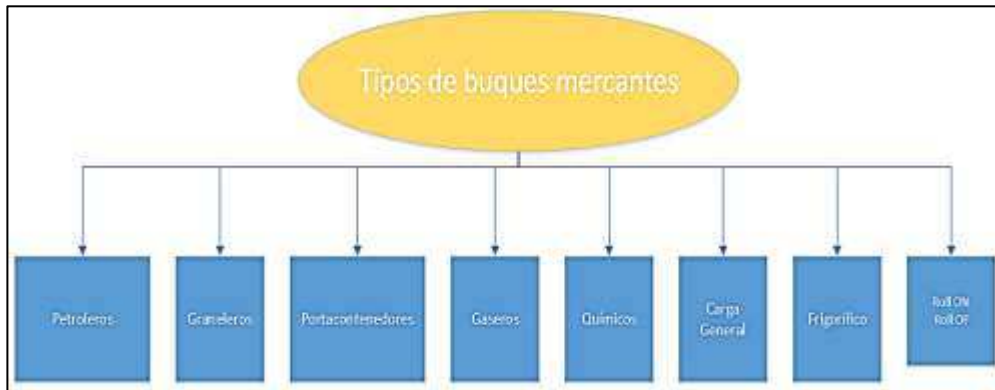 Tipos de buques mercantes
Petroleros
Graneleros
Portacontenedores
Gaseros
Químicos
Carga
General
Frigorífico
Roll ON
Roll OF